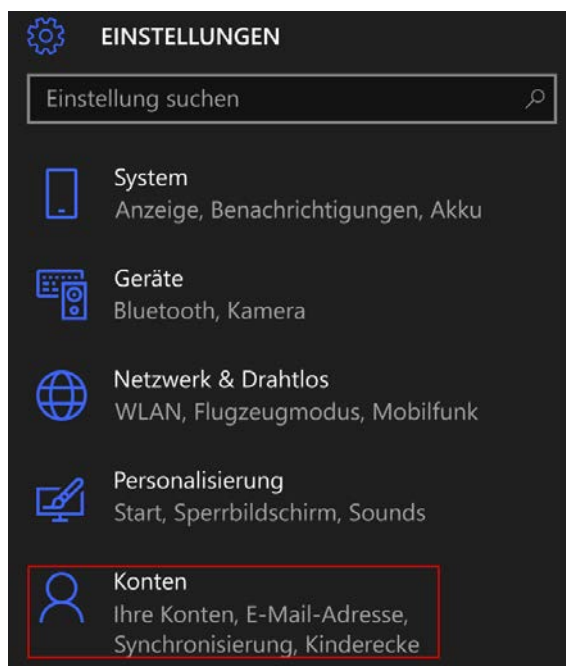 EINSTELLUNGEN
Einstellung suchen
System
Anzeige, Benachrichtigungen, Akku
Geräte
Bluetooth, Kamera
Netzwerk & Drahtlos
WLAN, Flugzeugmodus, Mobilfunk
Personalisierung
Start, Sperrbildschirm, Sounds
Konten
Ihre Konten, E-Mail-Adresse,
Synchronisierung, Kinderecke